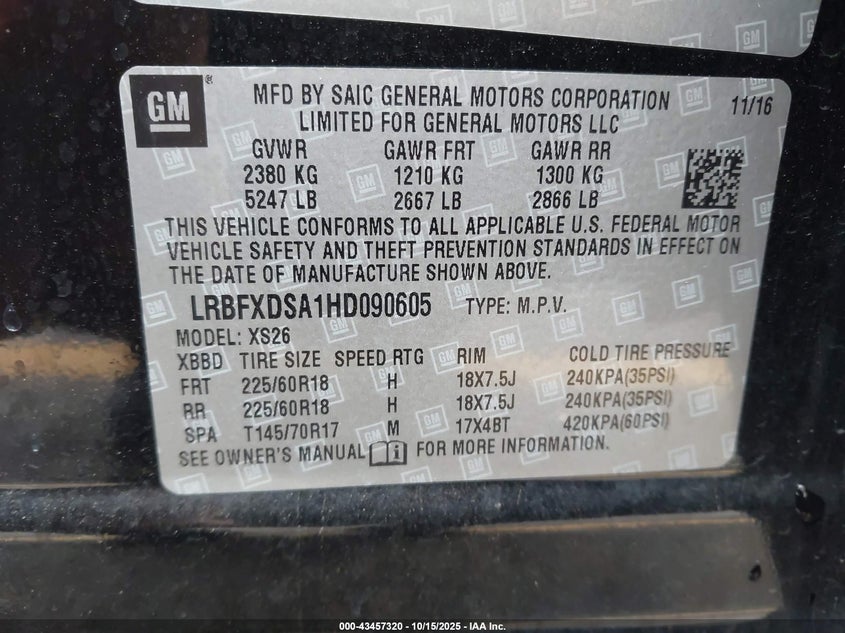 GM ®
MFD BY SAIC GENERAL MOTORS CORPORATION 11/16
LIMITED FOR GENERAL MOTORS LLC
GVWR GAWR FRT GAWR RR
2380 KG 1210 KG 1300 KG
5247 LB 2667 LB 2866 LB
THIS VEHICLE CONFORMS TO ALL APPLICABLE U.S. FEDERAL MOTOR
VEHICLE SAFETY AND THEFT PREVENTION STANDARDS IN EFFECT ON
THE DATE OF MANUFACTURE SHOWN ABOVE.
LRBFXDSA1HD090605 TYPE: M.P.V.
MODEL: XS26
XBBD TIRE SIZE SPEED RTG RIM COLD TIRE PRESSURE
FRT 225/60R18 H 18X7.5J 240KPA(35PSI)
RR 225/60R18 H 18X7.5J 240KPA(35PSI)
SPA T145/70R17 M 17X4BT 420KPA(60PSI)
SEE OWNER'S MANUAL i FOR MORE INFORMATION.
000-43457320 - 10/15/2025 - IAA Inc.